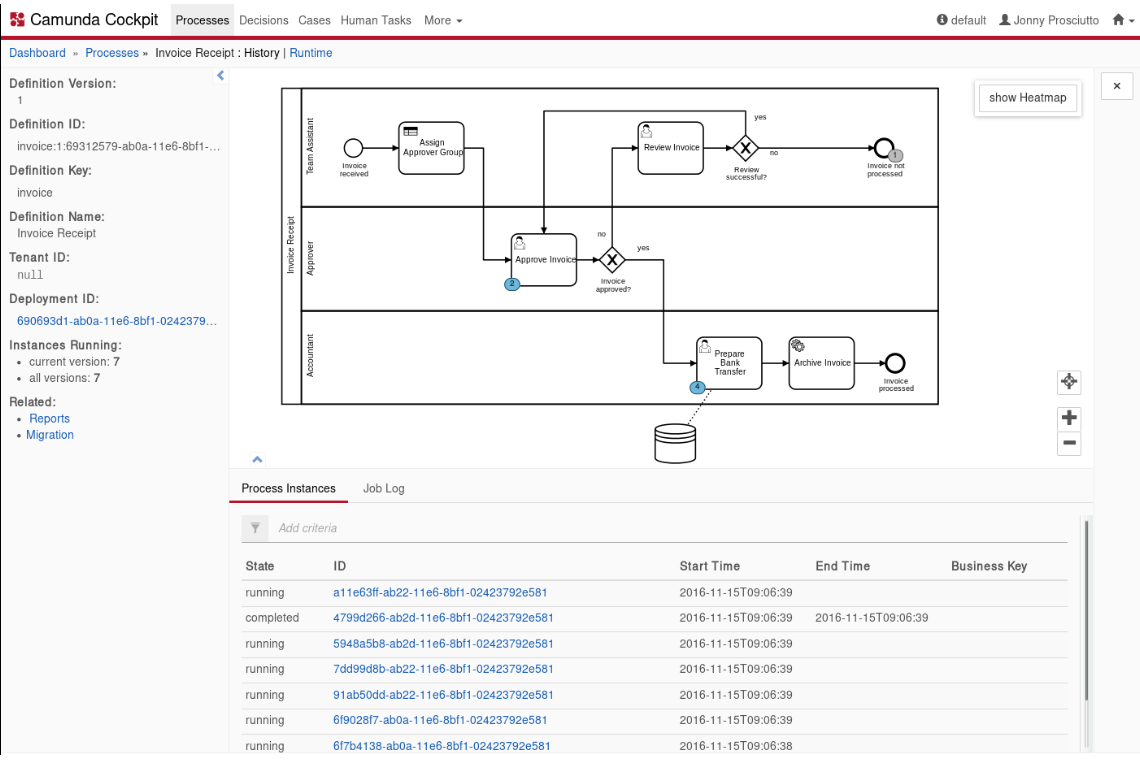 Camunda Cockpit Processes Decisions Cases Human Tasks More default Jonny Prosciutto
Dashboard » Processes » Invoice Receipt : History | Runtime
Definition Version:
1
Definition ID:
invoice:1:69312579-ab0a-11e6-8bf1-...
Definition Key:
invoice
Definition Name:
Invoice Receipt
Tenant ID:
null
Deployment ID:
690693d1-ab0a-11e6-8bf1-0242379...
Instances Running:
• current version: 7
• all versions: 7
Related:
• Reports
• Migration
show Heatmap
×
Invoice Receipt
Team Assistant
Invoice
received
Assign
Approver Group
Review Invoice
yes
Review
successful?
no
1
Invoice not
processed
Approver
Approve Invoice
2
no
Invoice
approved?
yes
Accountant
Prepare
Bank
Transfer
4
Archive Invoice
Invoice
processed
Process Instances Job Log
Add criteria
State ID Start Time End Time Business Key
running a11e63ff-ab22-11e6-8bf1-02423792e581 2016-11-15T09:06:39
completed 4799d266-ab2d-11e6-8bf1-02423792e581 2016-11-15T09:06:39 2016-11-15T09:06:39
running 5948a5b8-ab2d-11e6-8bf1-02423792e581 2016-11-15T09:06:39
running 7dd99d8b-ab22-11e6-8bf1-02423792e581 2016-11-15T09:06:39
running 91ab50dd-ab22-11e6-8bf1-02423792e581 2016-11-15T09:06:39
running 6f9028f7-ab0a-11e6-8bf1-02423792e581 2016-11-15T09:06:39
running 6f7b4138-ab0a-11e6-8bf1-02423792e581 2016-11-15T09:06:38